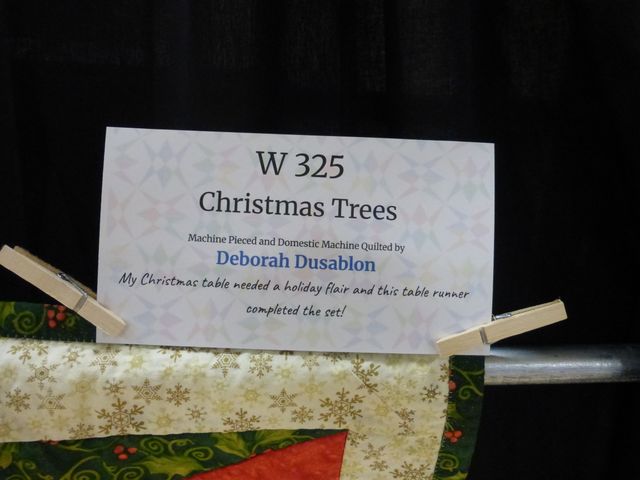 W 325
Christmas Trees
Machine Pieced and Domestic Machine Quilted by
Deborah Dusablon
My Christmas table needed a holiday flair and this table runner
completed the set!